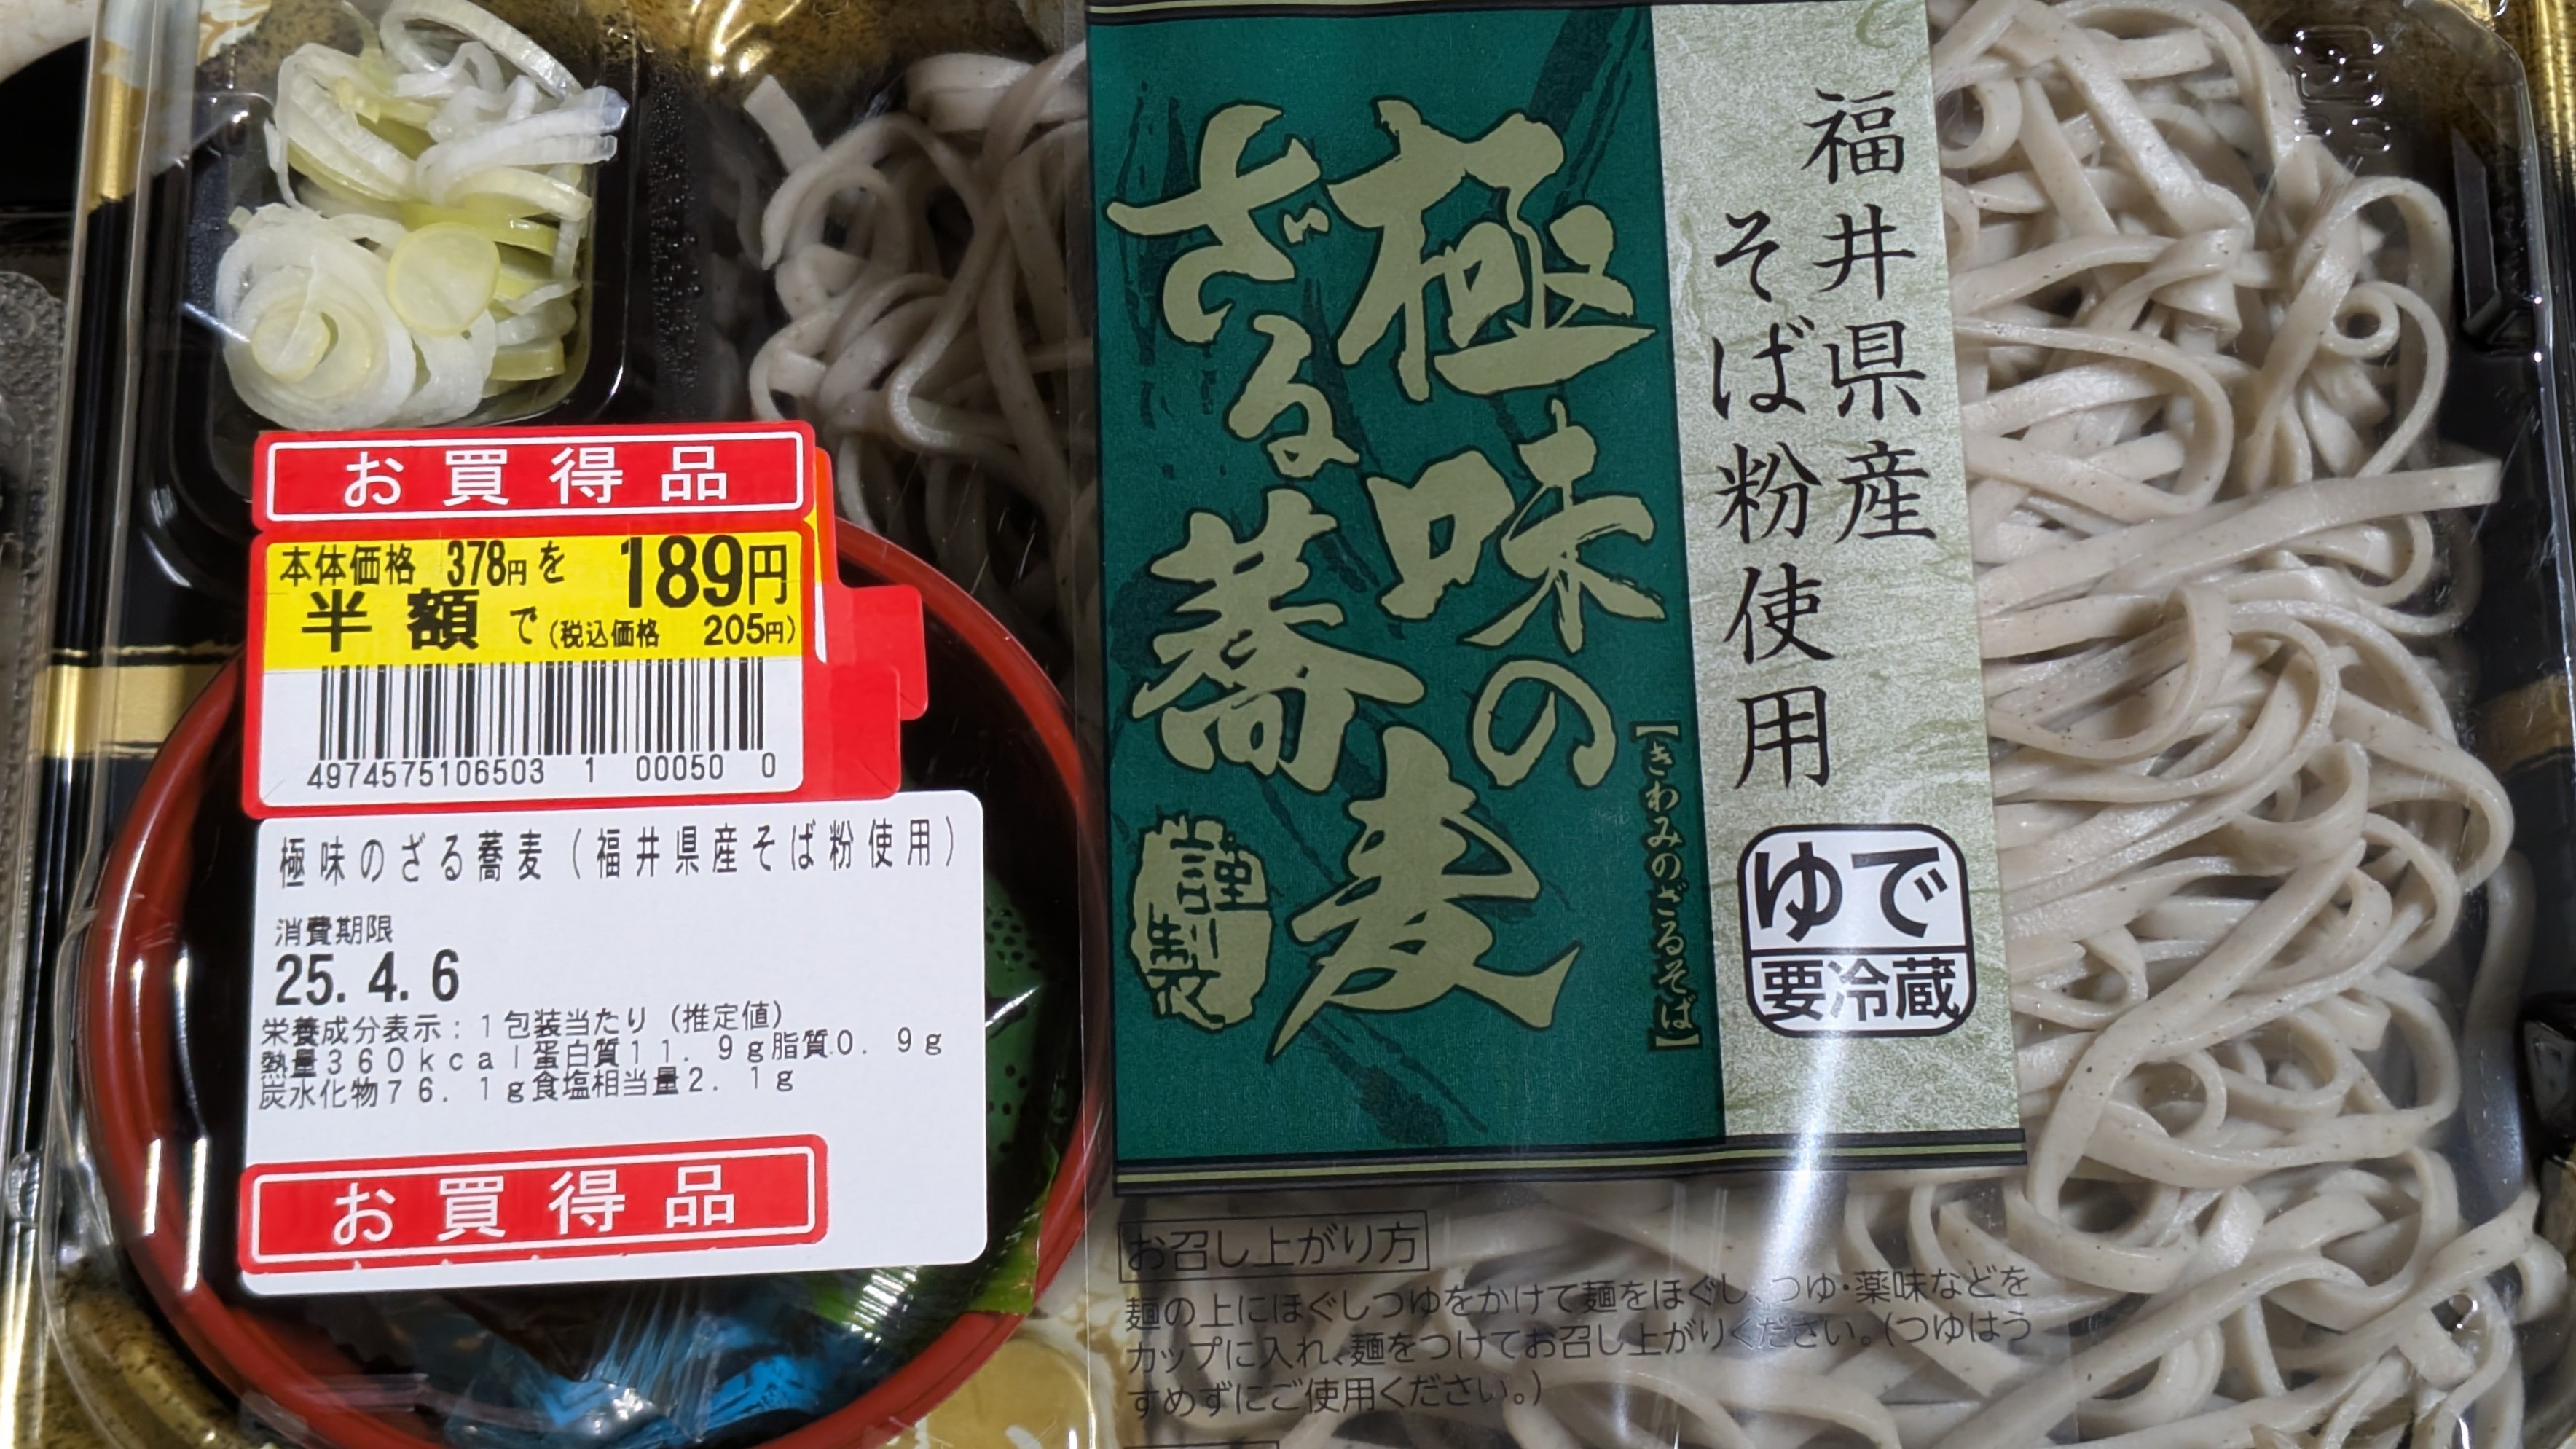 お買得品
本体価格 378円を 189円
半額で(税込価格 205円)
4974575106503 1 00050 0
極味のざる蕎麦(福井県産そば粉使用)
消費期限
25.4.6
栄養成分表示:1包装当たり(推定値)
熱量360kcal蛋白質11.9g脂質0.9g
炭水化物76.1g食塩相当量2.1g
お買得品
福井県産
そば粉使用
極味の
ざる蕎麦
【きわみのざるそば】
謹製
ゆで
要冷蔵
お召し上がり方
麺の上にほぐしつゆをかけて麺をほぐし、つゆ・薬味などを
カップに入れ、麺をつけてお召し上がりください。(つゆはう
すめずにご使用ください。)